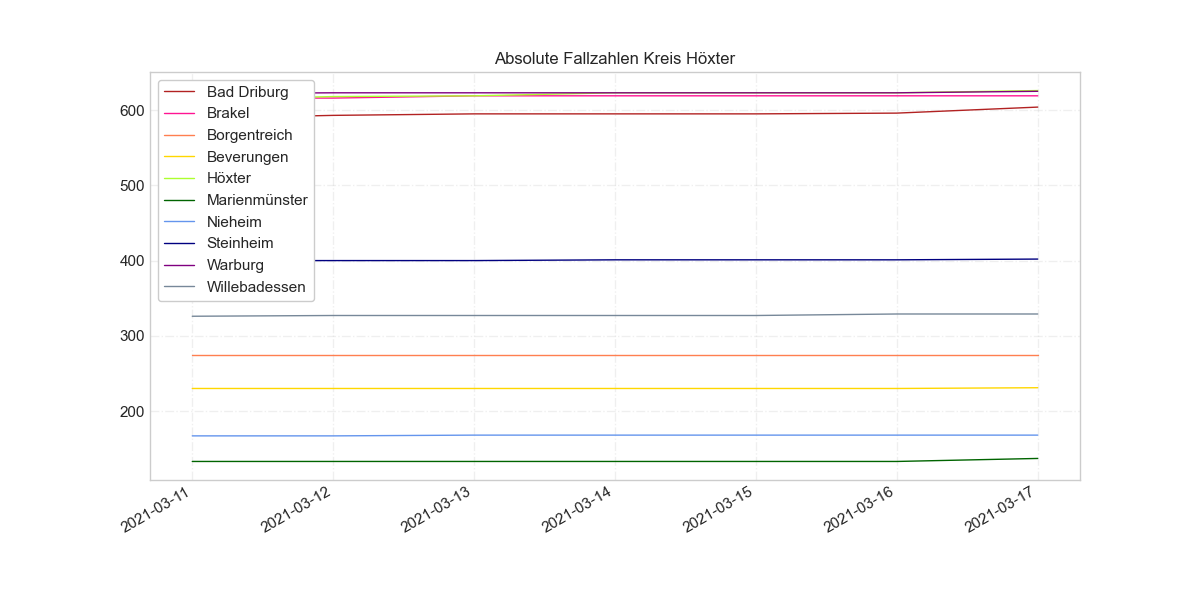 Absolute Fallzahlen Kreis Höxter
Bad Driburg
Brakel
Borgentreich
Beverungen
Höxter
Marienmünster
Nieheim
Steinheim
Warburg
Willebadessen
600
500
400
300
200
2021-03-11
2021-03-12
2021-03-13
2021-03-14
2021-03-15
2021-03-16
2021-03-17